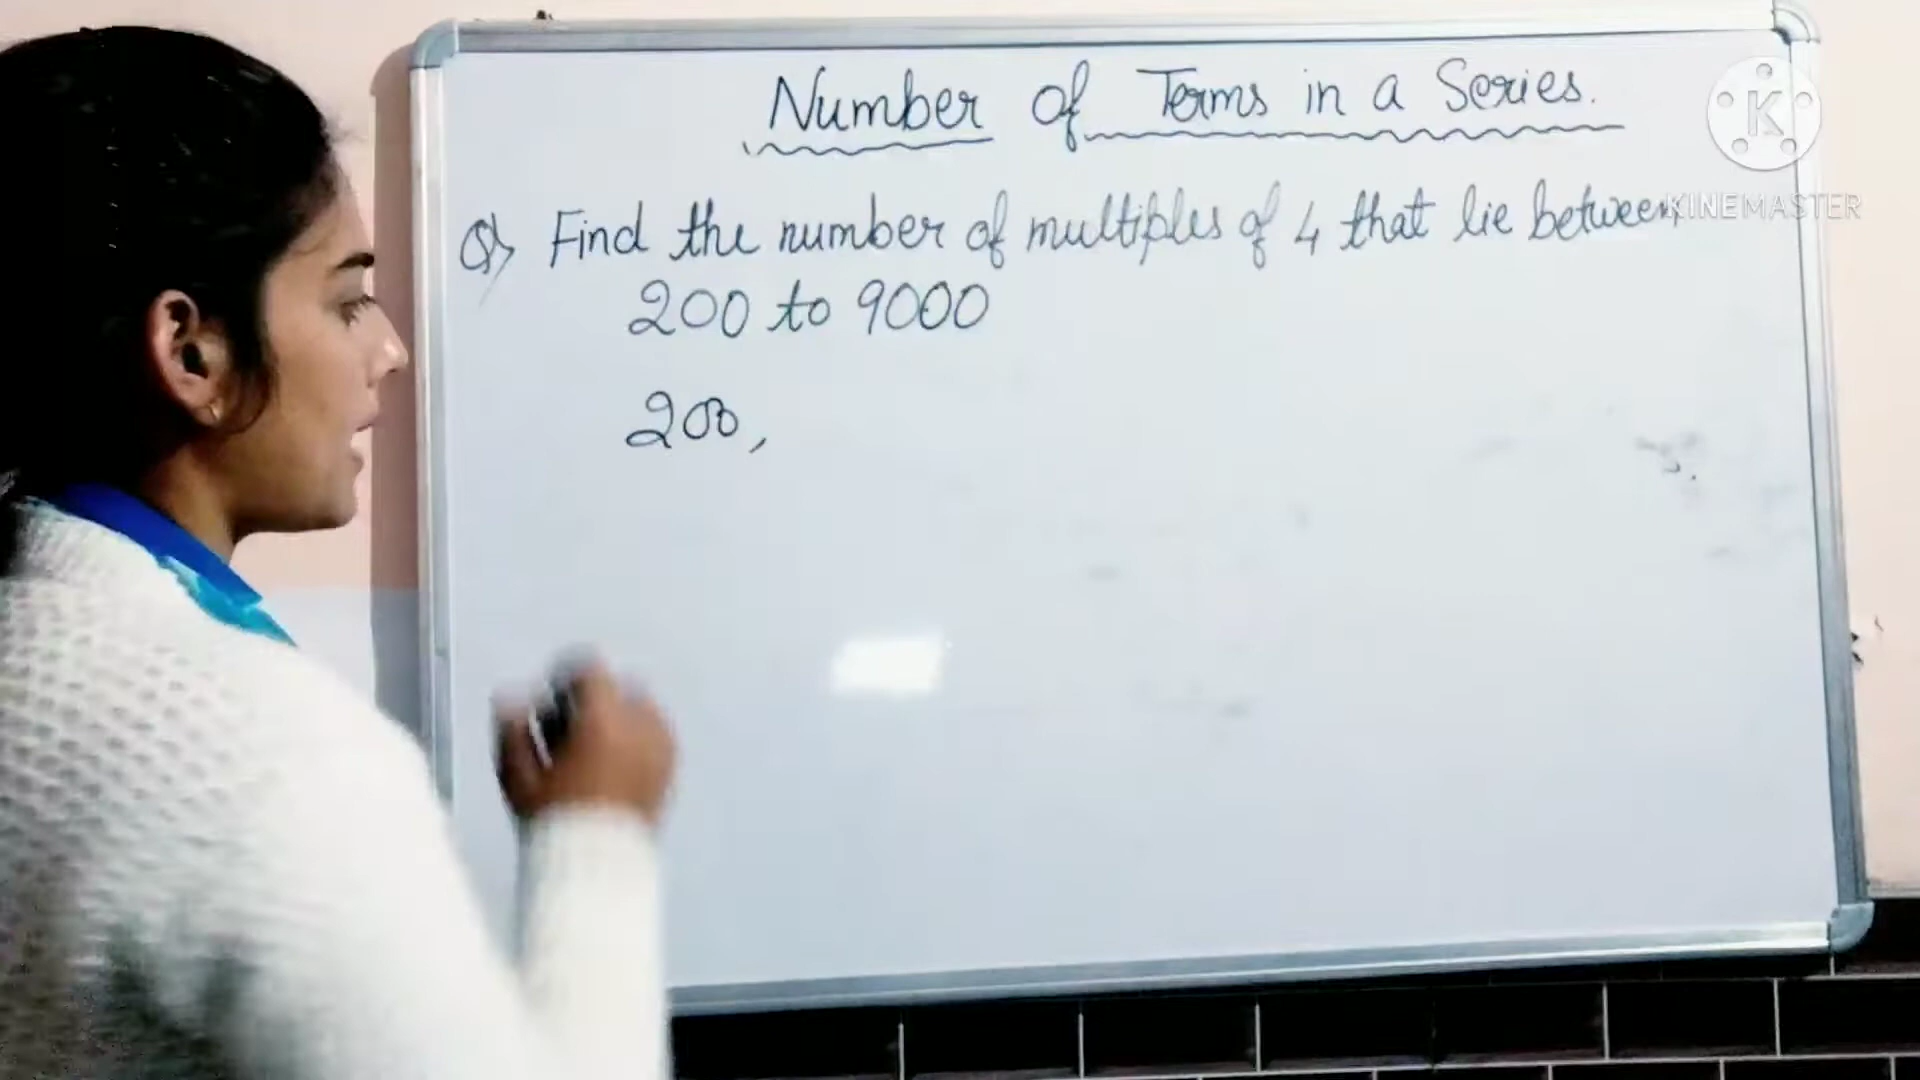 Number of Terms in a Series.
Q) Find the number of multiples of 4 that lie between
200 to 9000
200,
K
KINEMASTER